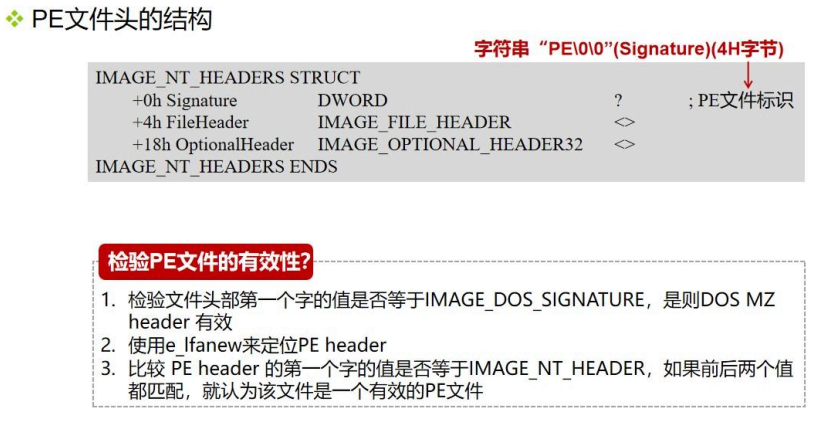 PE文件头的结构
字符串“PE\0\0”(Signature)(4H字节)
IMAGE_NT_HEADERS STRUCT
+0h Signature DWORD ? ; PE文件标识
+4h FileHeader IMAGE_FILE_HEADER <>
+18h OptionalHeader IMAGE_OPTIONAL_HEADER32 <>
IMAGE_NT_HEADERS ENDS
检验PE文件的有效性?
1. 检验文件头部第一个字的值是否等于IMAGE_DOS_SIGNATURE，是则DOS MZ
header 有效
2. 使用e_lfanew来定位PE header
3. 比较 PE header 的第一个字的值是否等于IMAGE_NT_HEADER，如果前后两个值
都匹配，就认为该文件是一个有效的PE文件